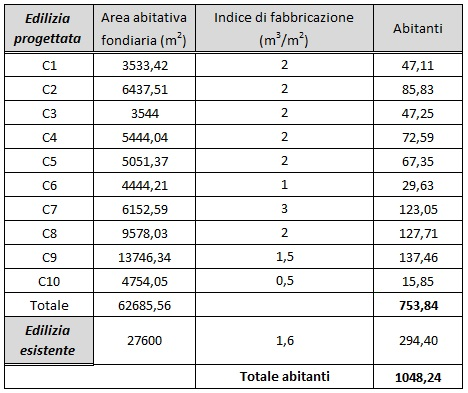 Edilizia progettata Area abitativa fondiaria (m²) Indice di fabbricazione (m³/m²) Abitanti
C1 3533,42 2 47,11
C2 6437,51 2 85,83
C3 3544 2 47,25
C4 5444,04 2 72,59
C5 5051,37 2 67,35
C6 4444,21 1 29,63
C7 6152,59 3 123,05
C8 9578,03 2 127,71
C9 13746,34 1,5 137,46
C10 4754,05 0,5 15,85
Totale 62685,56 753,84
Edilizia esistente 27600 1,6 294,40
Totale abitanti 1048,24